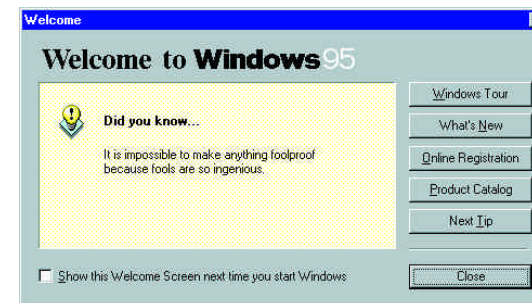 Welcome
Welcome to Windows95
Did you know...
It is impossible to make anything foolproof
because fools are so ingenious.
Windows Tour
What's New
Online Registration
Product Catalog
Next Tip
Show this Welcome Screen next time you start Windows
Close